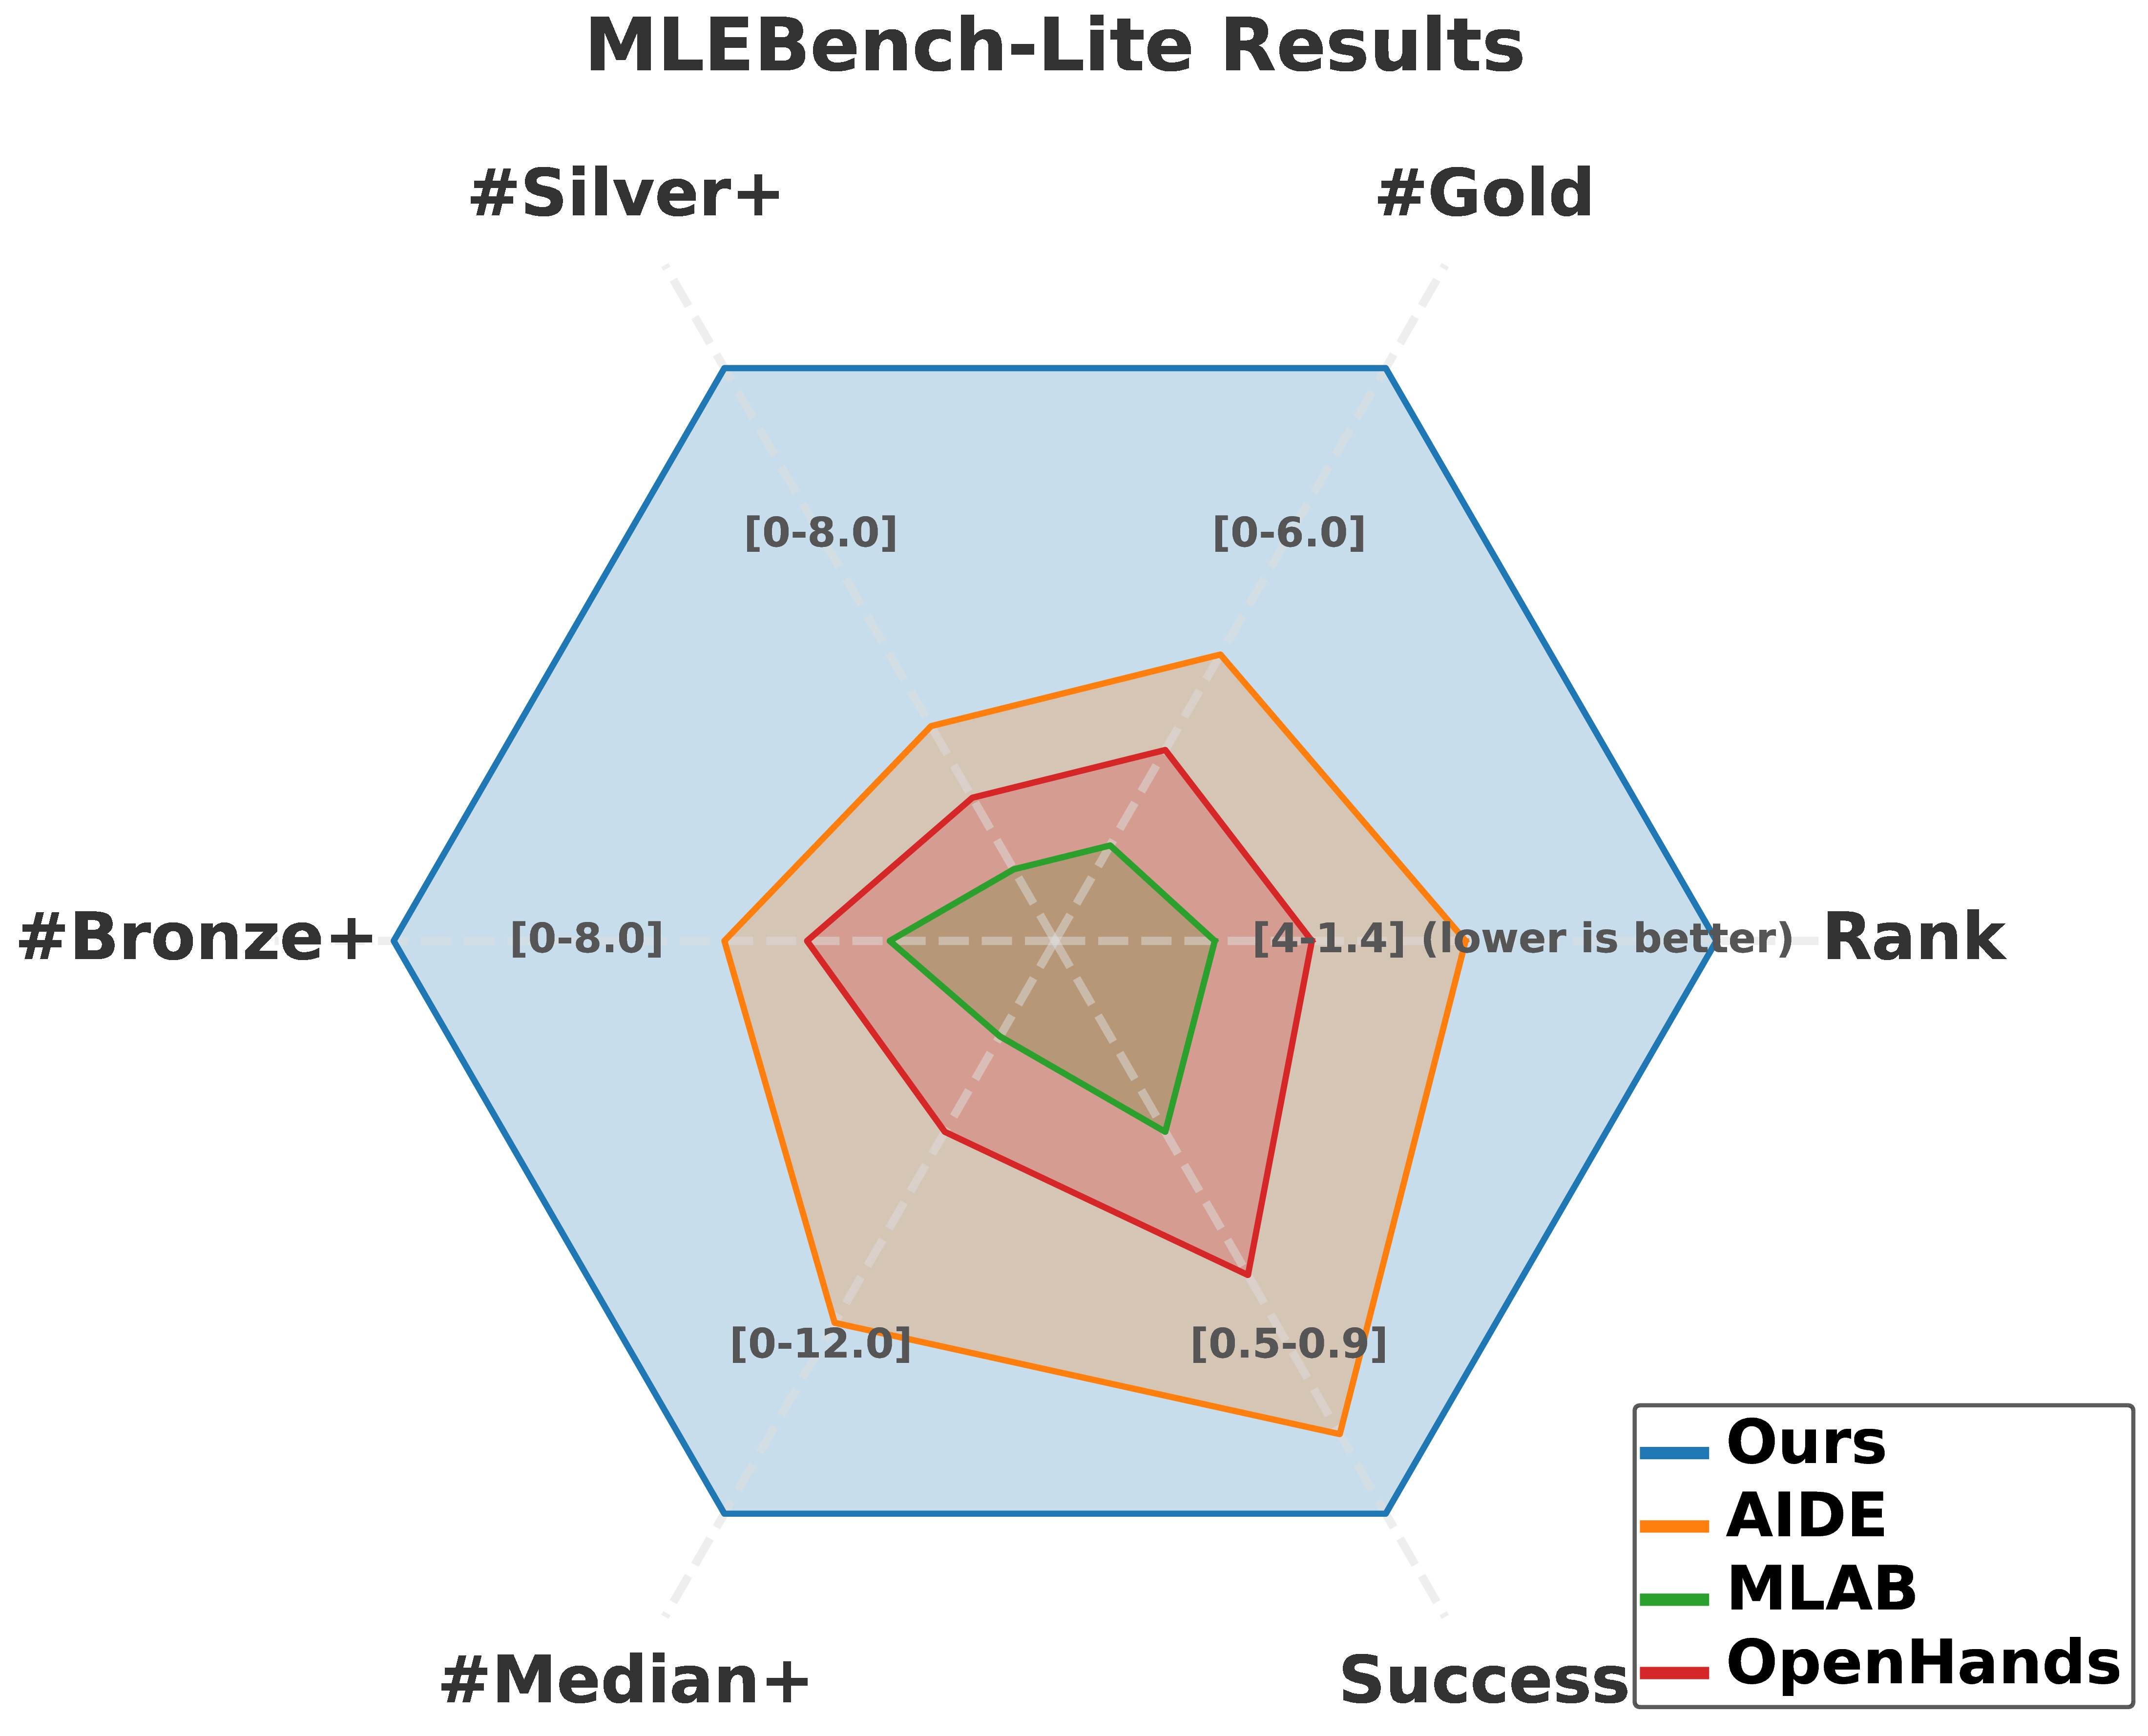 MLEBench-Lite Results
#Silver+
#Gold
[0-8.0]
[0-6.0]
#Bronze+
[0-8.0]
[4-1.4] (lower is better)
Rank
[0-12.0]
[0.5-0.9]
#Median+
Success
Ours
AIDE
MLAB
OpenHands